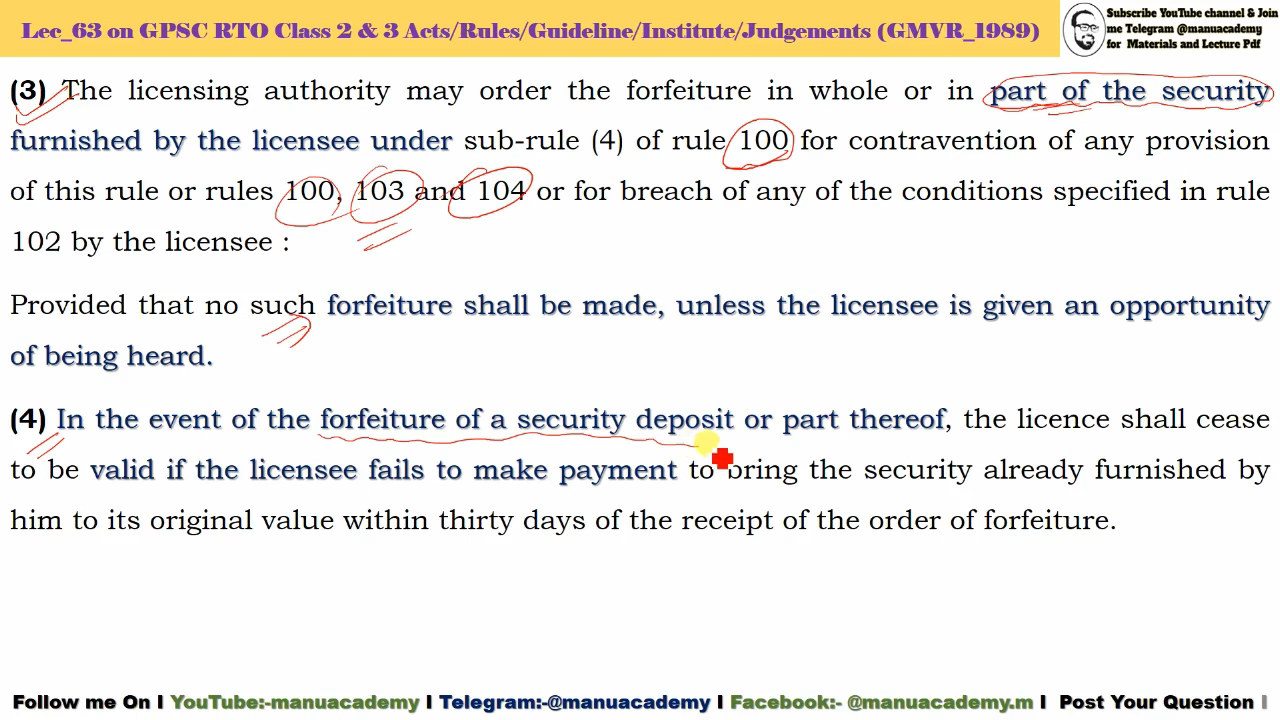 Lec_63 on GPSC RTO Class 2 & 3 Acts/Rules/Guideline/Institute/Judgements (GMVR_1989)
Subscribe YouTube channel & Join
me Telegram @manuacademy
for Materials and Lecture Pdf
(3) The licensing authority may order the forfeiture in whole or in part of the security
furnished by the licensee under sub-rule (4) of rule 100 for contravention of any provision
of this rule or rules 100, 103 and 104 or for breach of any of the conditions specified in rule
102 by the licensee :
Provided that no such forfeiture shall be made, unless the licensee is given an opportunity
of being heard.
(4) In the event of the forfeiture of a security deposit or part thereof, the licence shall cease
to be valid if the licensee fails to make payment to bring the security already furnished by
him to its original value within thirty days of the receipt of the order of forfeiture.
Follow me On I YouTube:-manuacademy I Telegram:-@manuacademy I Facebook:- @manuacademy.m I Post Your Question I